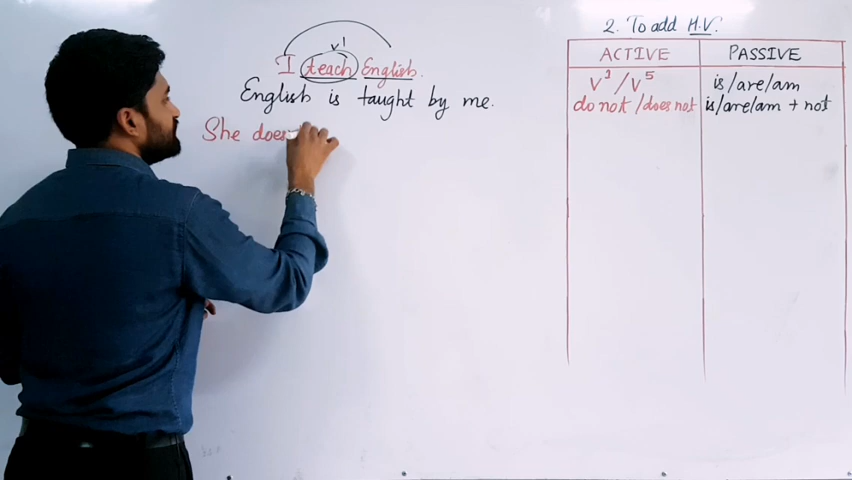 2. To add H.V.
v1
I teach English.
English is taught by me.
She does
ACTIVE PASSIVE
v1/v5 is/are/am
do not/does not is/are/am + not